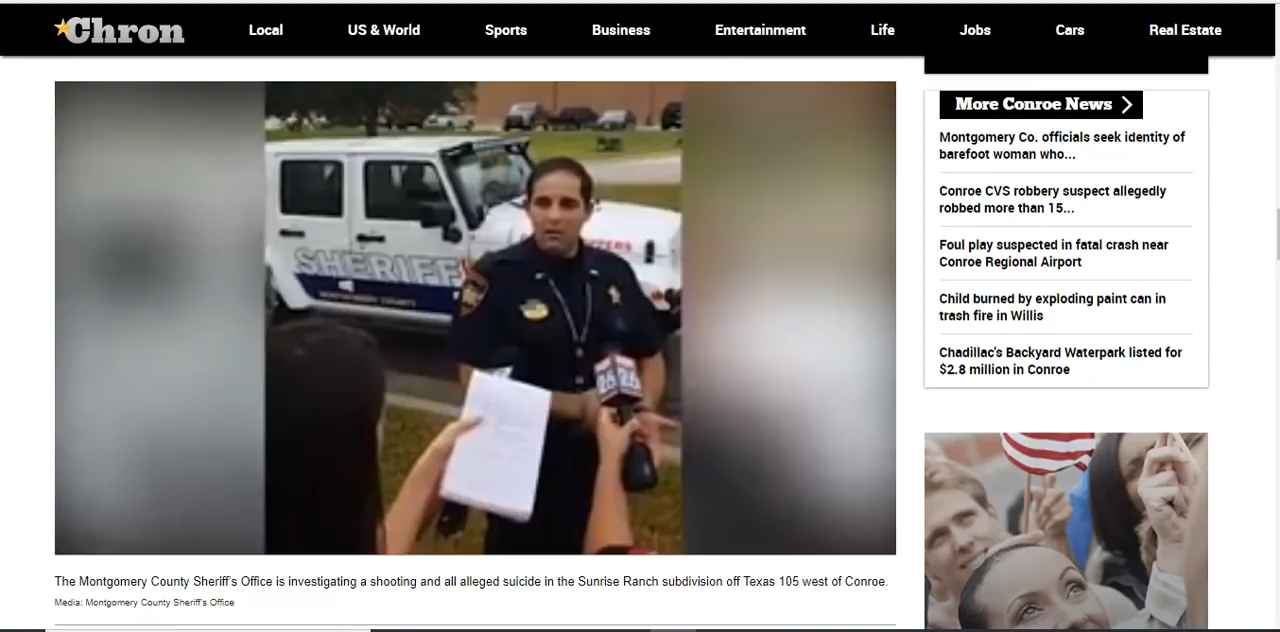 Chron
Local
US & World
Sports
Business
Entertainment
Life
Jobs
Cars
Real Estate
SHERIFF
MONTGOMERY COUNTY
26
26
The Montgomery County Sheriff's Office is investigating a shooting and all alleged suicide in the Sunrise Ranch subdivision off Texas 105 west of Conroe.
Media: Montgomery County Sheriff's Office
More Conroe News
Montgomery Co. officials seek identity of
barefoot woman who...
Conroe CVS robbery suspect allegedly
robbed more than 15...
Foul play suspected in fatal crash near
Conroe Regional Airport
Child burned by exploding paint can in
trash fire in Willis
Chadillac's Backyard Waterpark listed for
$2.8 million in Conroe